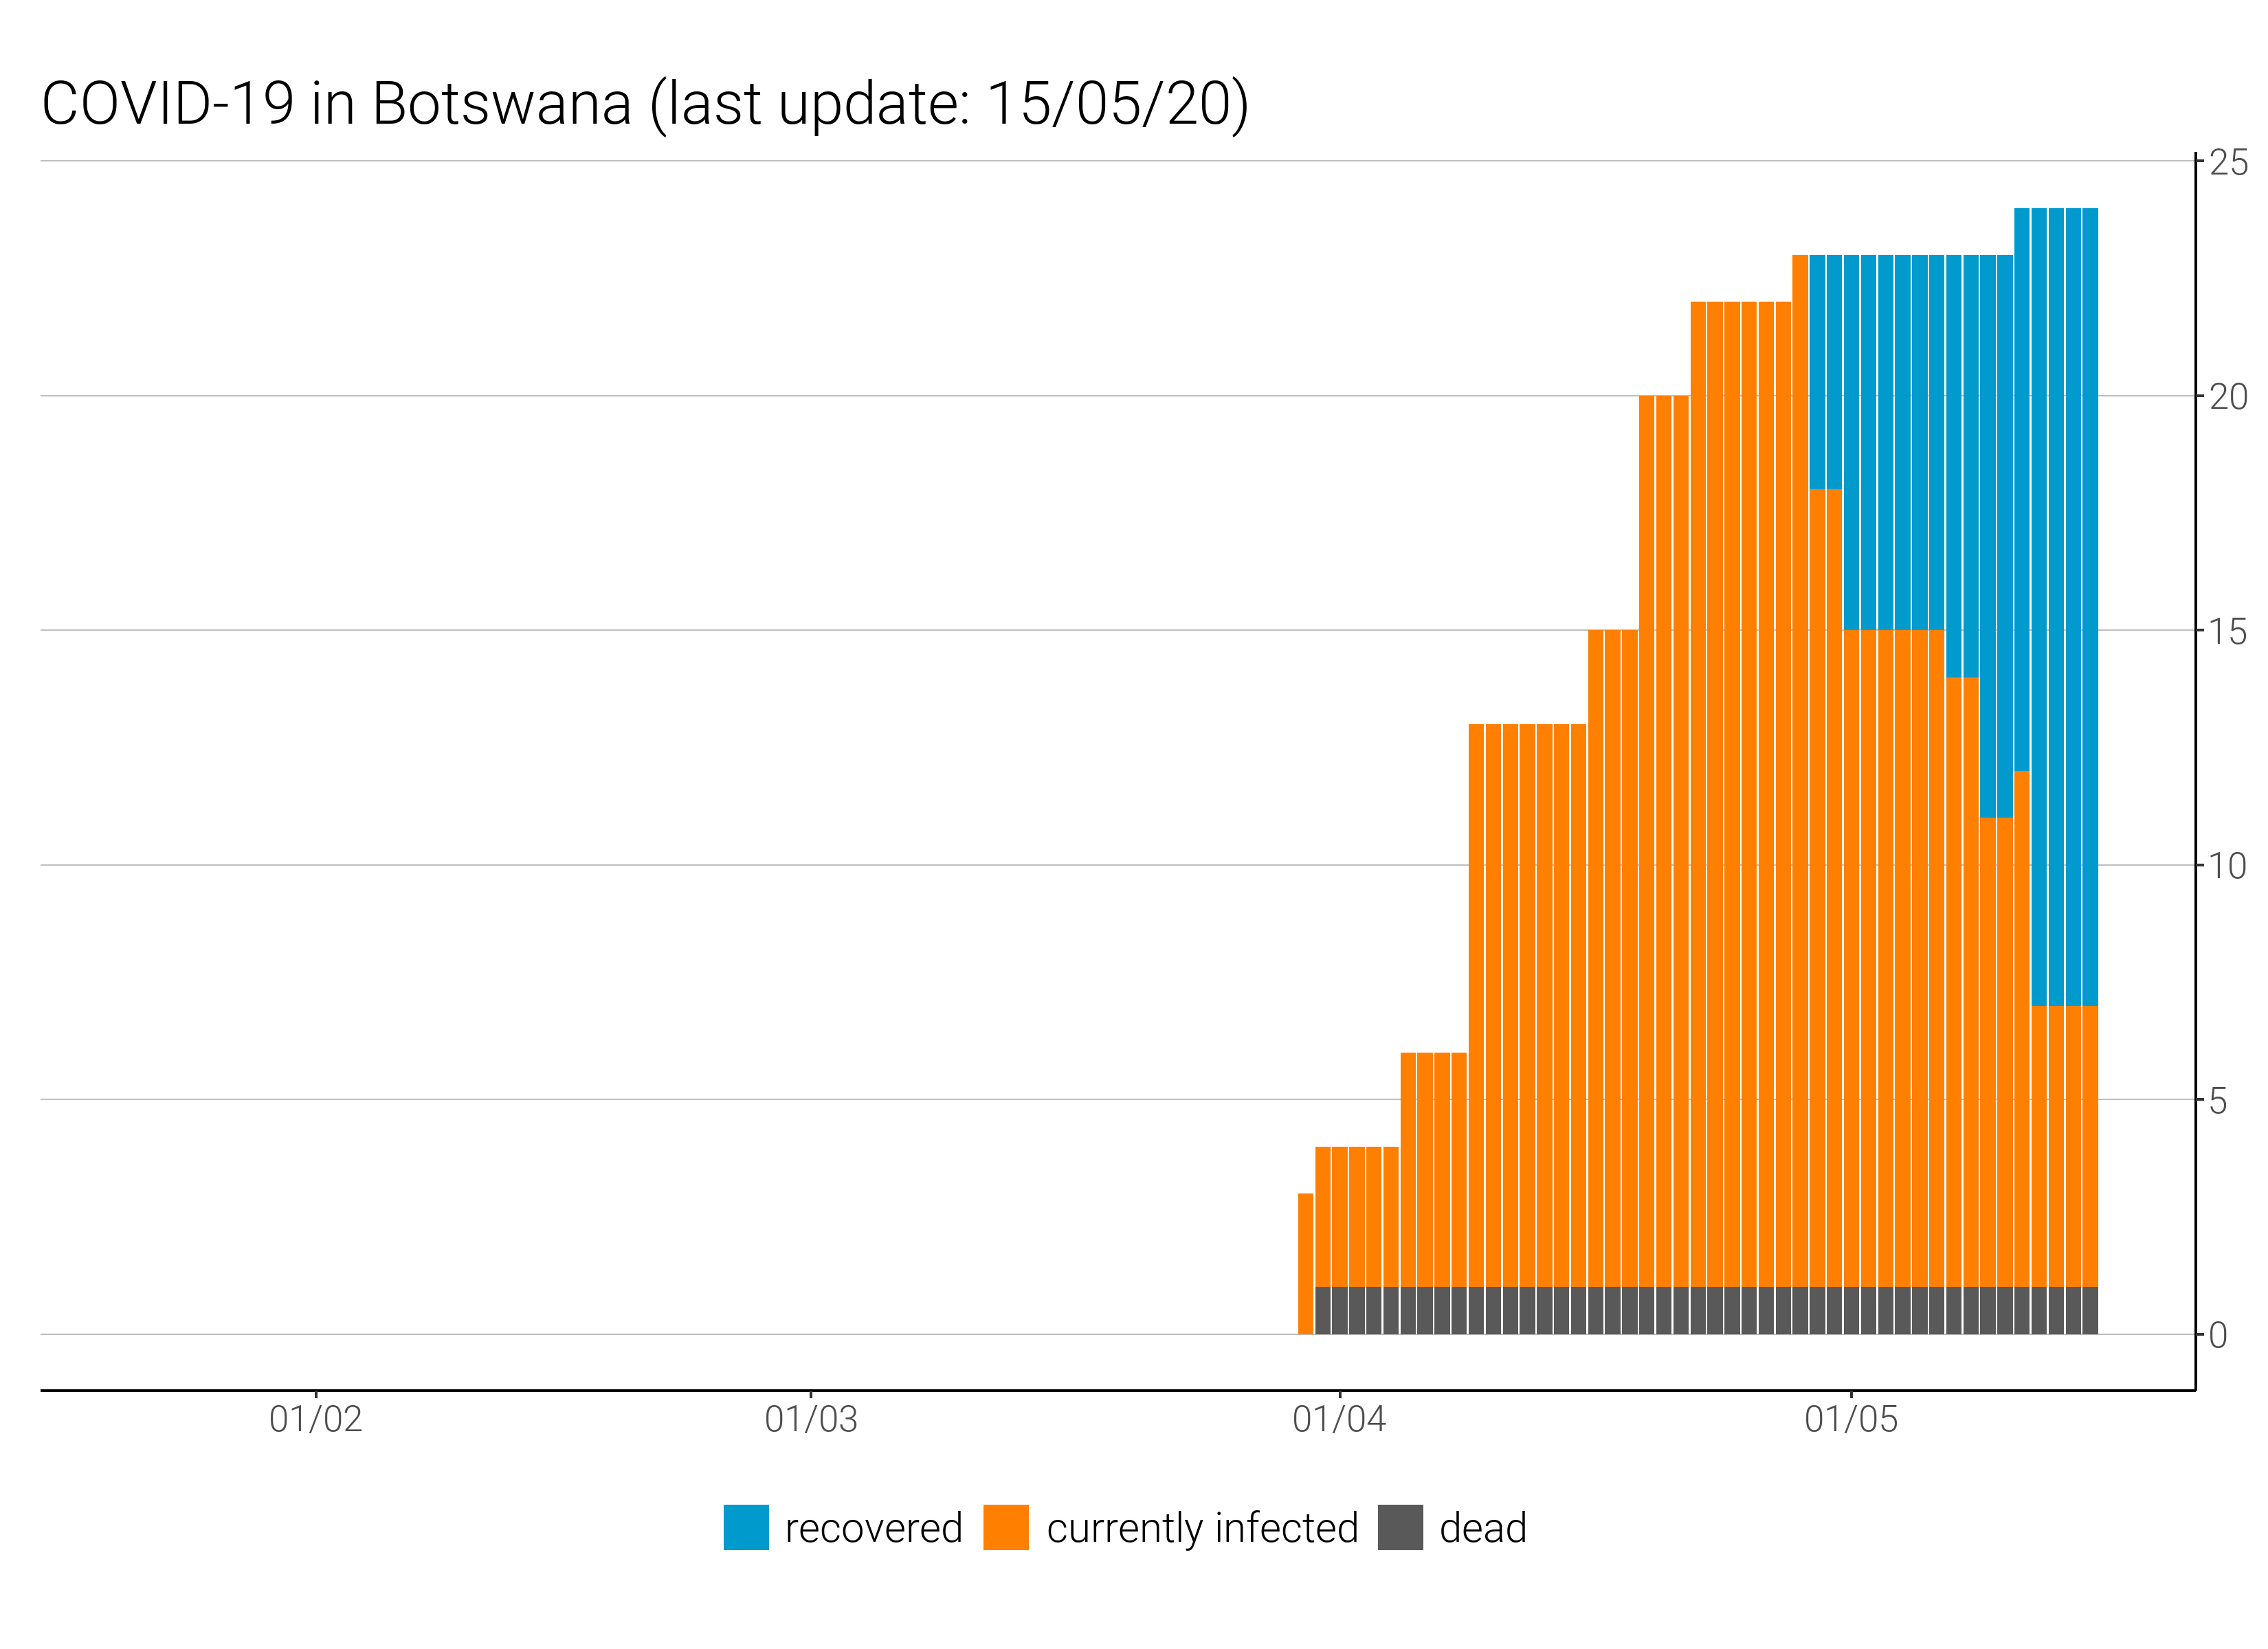 COVID-19 in Botswana (last update: 15/05/20)
25
20
15
10
5
0
01/02 01/03 01/04 01/05
recovered currently infected dead